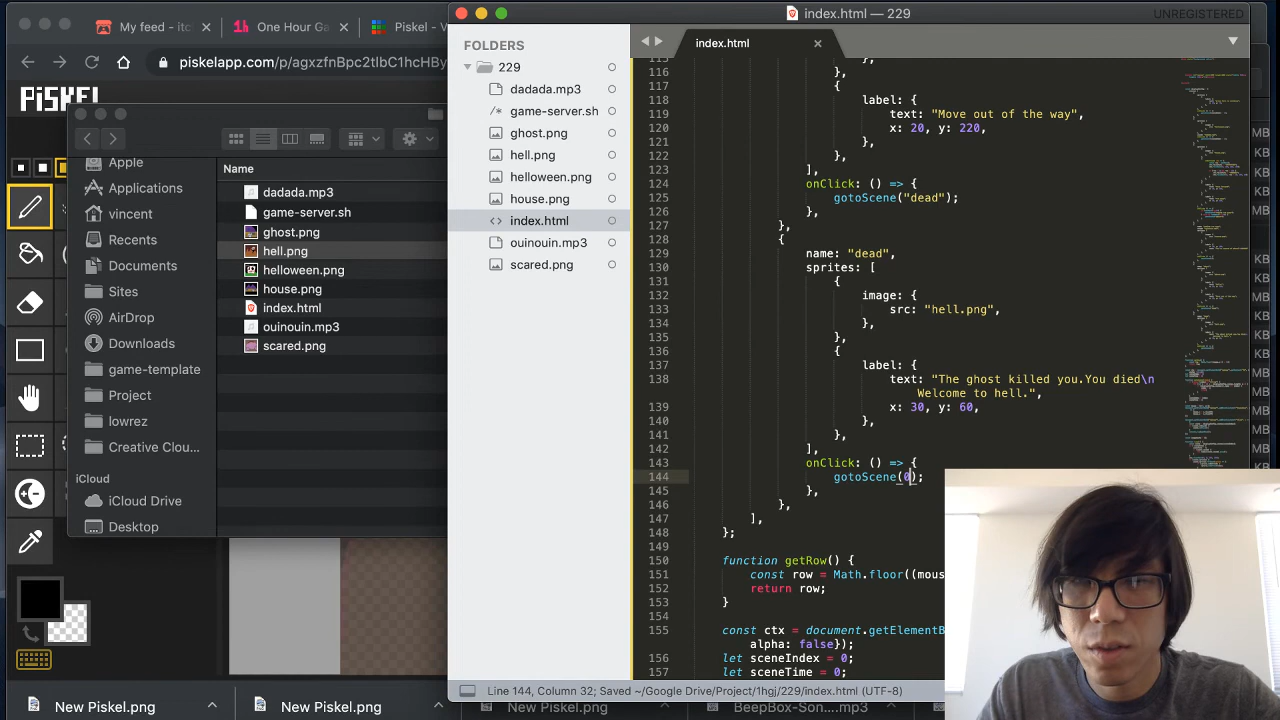 index.html — 229
UNREGISTERED
My feed - itc
One Hour Ga
Piskel - V
piskelapp.com/p/agxzfnBpc2tlbC1hcHBy
PiSKEL
Apple
Applications
vincent
Recents
Documents
Sites
AirDrop
Downloads
game-template
Project
lowrez
Creative Clou...
iCloud
iCloud Drive
Desktop
Name
dadada.mp3
game-server.sh
ghost.png
hell.png
helloween.png
house.png
index.html
ouinouin.mp3
scared.png
FOLDERS
229
dadada.mp3
/* game-server.sh
ghost.png
hell.png
helloween.png
house.png
<> index.html
ouinouin.mp3
scared.png
index.html
115 },
116 },
117 {
118 label: {
119 text: "Move out of the way",
120 x: 20, y: 220,
121 },
122 },
123 ],
124 onClick: () => {
125 gotoScene("dead");
126 },
127 },
128 {
129 name: "dead",
130 sprites: [
131 {
132 image: {
133 src: "hell.png",
134 },
135 },
136 {
137 label: {
138 text: "The ghost killed you.You died\n
Welcome to hell.",
139 x: 30, y: 60,
140 },
141 },
142 ],
143 onClick: () => {
144 gotoScene(0);
145 },
146 },
147 ],
148 };
149
150 function getRow() {
151 const row = Math.floor((mous
152 return row;
153 }
154
155 const ctx = document.getElementB
alpha: false});
156 let sceneIndex = 0;
157 let sceneTime = 0;
Line 144, Column 32; Saved ~/Google Drive/Project/1hgj/229/index.html (UTF-8)
MB
KB
KB
KB
KB
KB
KB
KB
KB
MB
MB
MB
MB
MB
New Piskel.png
New Piskel.png
New Piskel.png
BeepBox-Son....mp3